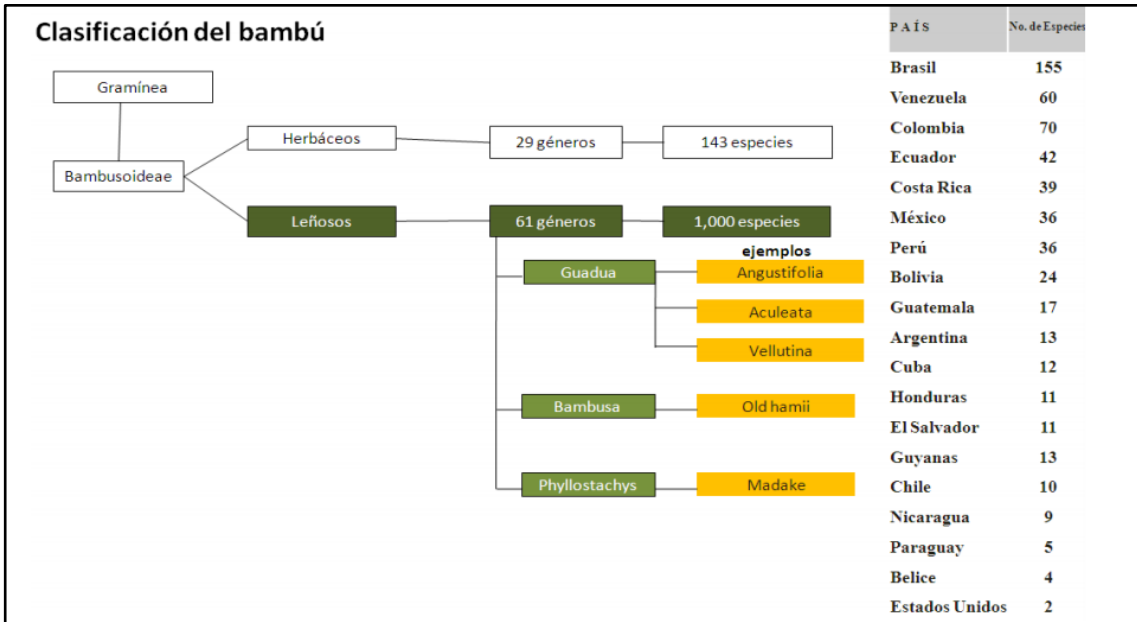 Clasificación del bambú
Gramínea
Bambusoideae
Herbáceos
29 géneros
143 especies
Leñosos
61 géneros
1,000 especies
ejemplos
Guadua
Angustifolia
Aculeata
Vellutina
Bambusa
Old hamii
Phyllostachys
Madake
PAÍS No. de Especies
Brasil 155
Venezuela 60
Colombia 70
Ecuador 42
Costa Rica 39
México 36
Perú 36
Bolivia 24
Guatemala 17
Argentina 13
Cuba 12
Honduras 11
El Salvador 11
Guyanas 13
Chile 10
Nicaragua 9
Paraguay 5
Belice 4
Estados Unidos 2